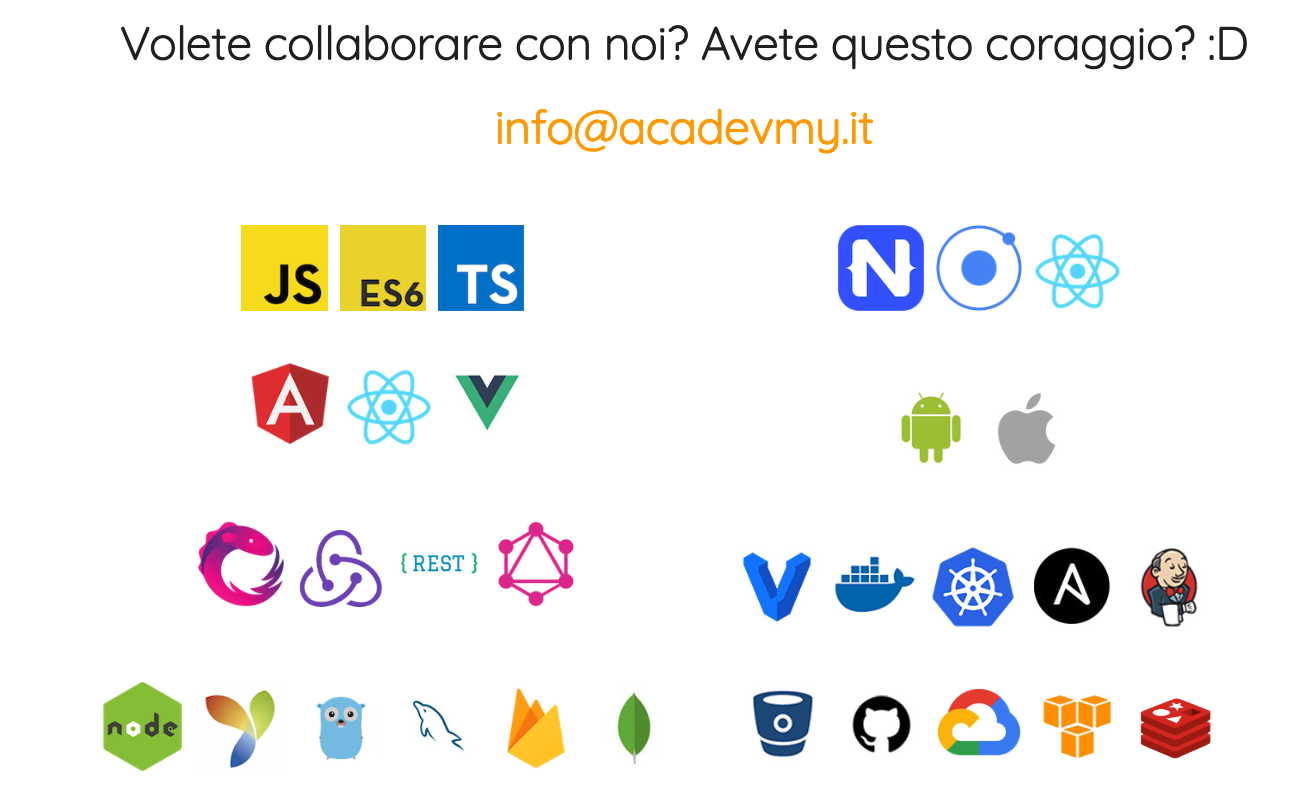 Volete collaborare con noi? Avete questo coraggio? :D
info@acadevmy.it
JS ES6 TS
N
A
{ REST }
A
node